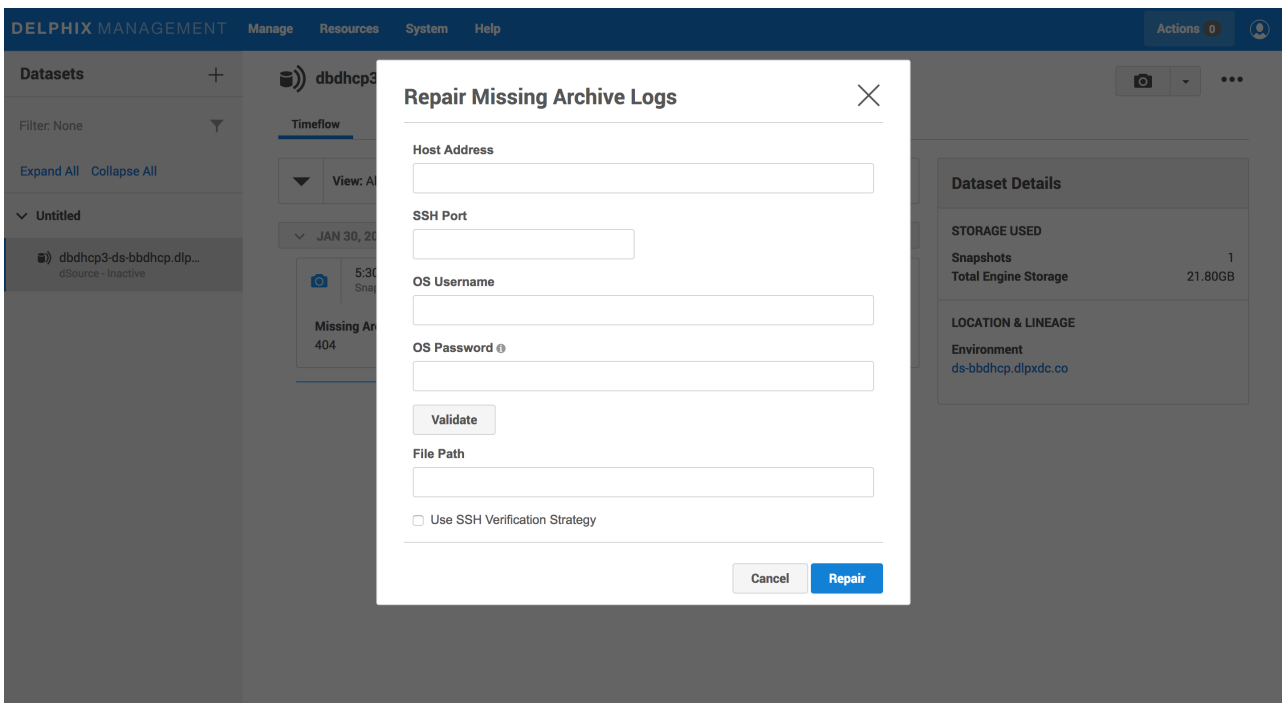 DELPHIX MANAGEMENT Manage Resources System Help Actions 0
Datasets
Filter: None
Expand All Collapse All
Untitled
dbdhcp3-ds-bbdhcp.dlp...
dSource - Inactive
dbdhcp3
Timeflow
View: Al
JAN 30, 20
5:30
Snap
Missing Ar
404
Repair Missing Archive Logs
Host Address
SSH Port
OS Username
OS Password
Validate
File Path
Use SSH Verification Strategy
Cancel Repair
Dataset Details
STORAGE USED
Snapshots 1
Total Engine Storage 21.80GB
LOCATION & LINEAGE
Environment
ds-bbdhcp.dlpxdc.co